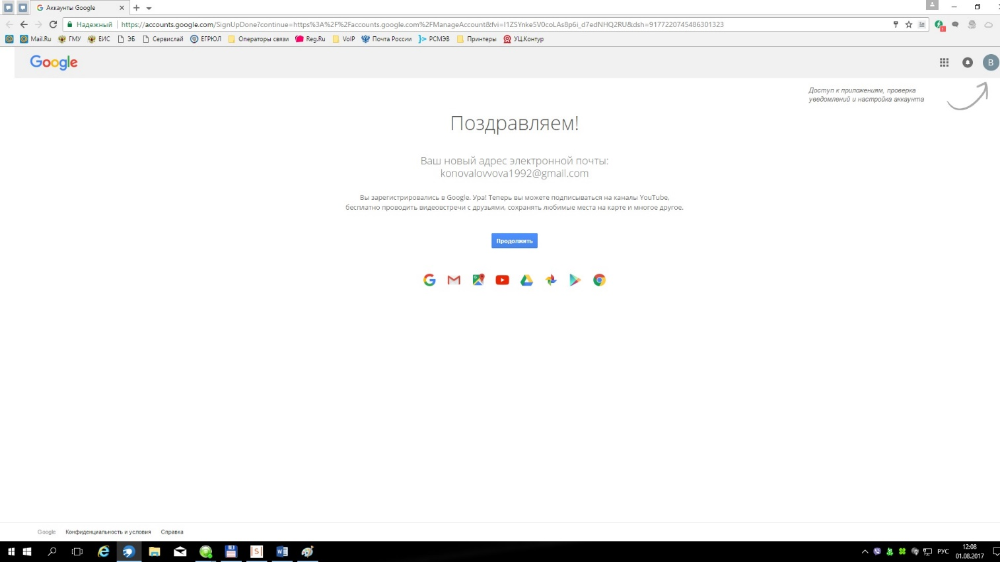 Аккаунты Google
Надежный
https://accounts.google.com/SignUpDone?continue=https%3A%2F%2Faccounts.google.com%2FManageAccount&fvi=I1ZSYnke5V0coLAs8p6i_d7edNHQ2RU&dsh=9177220745486301323
Mail.Ru ГМУ ЕИС ЭБ Сервислай ЕГРЮЛ Операторы связи Reg.Ru VoIP Почта России РСМЭВ Принтеры УЦ.Контур
Google
В
Доступ к приложениям, проверка
уведомлений и настройка аккаунта
Поздравляем!
Ваш новый адрес электронной почты:
konovalovvova1992@gmail.com
Вы зарегистрировались в Google. Ура! Теперь вы можете подписываться на каналы YouTube,
бесплатно проводить видеовстречи с друзьями, сохранять любимые места на карте и многое другое.
Продолжить
Google Конфиденциальность и условия Справка
РУС
12:08
01.08.2017